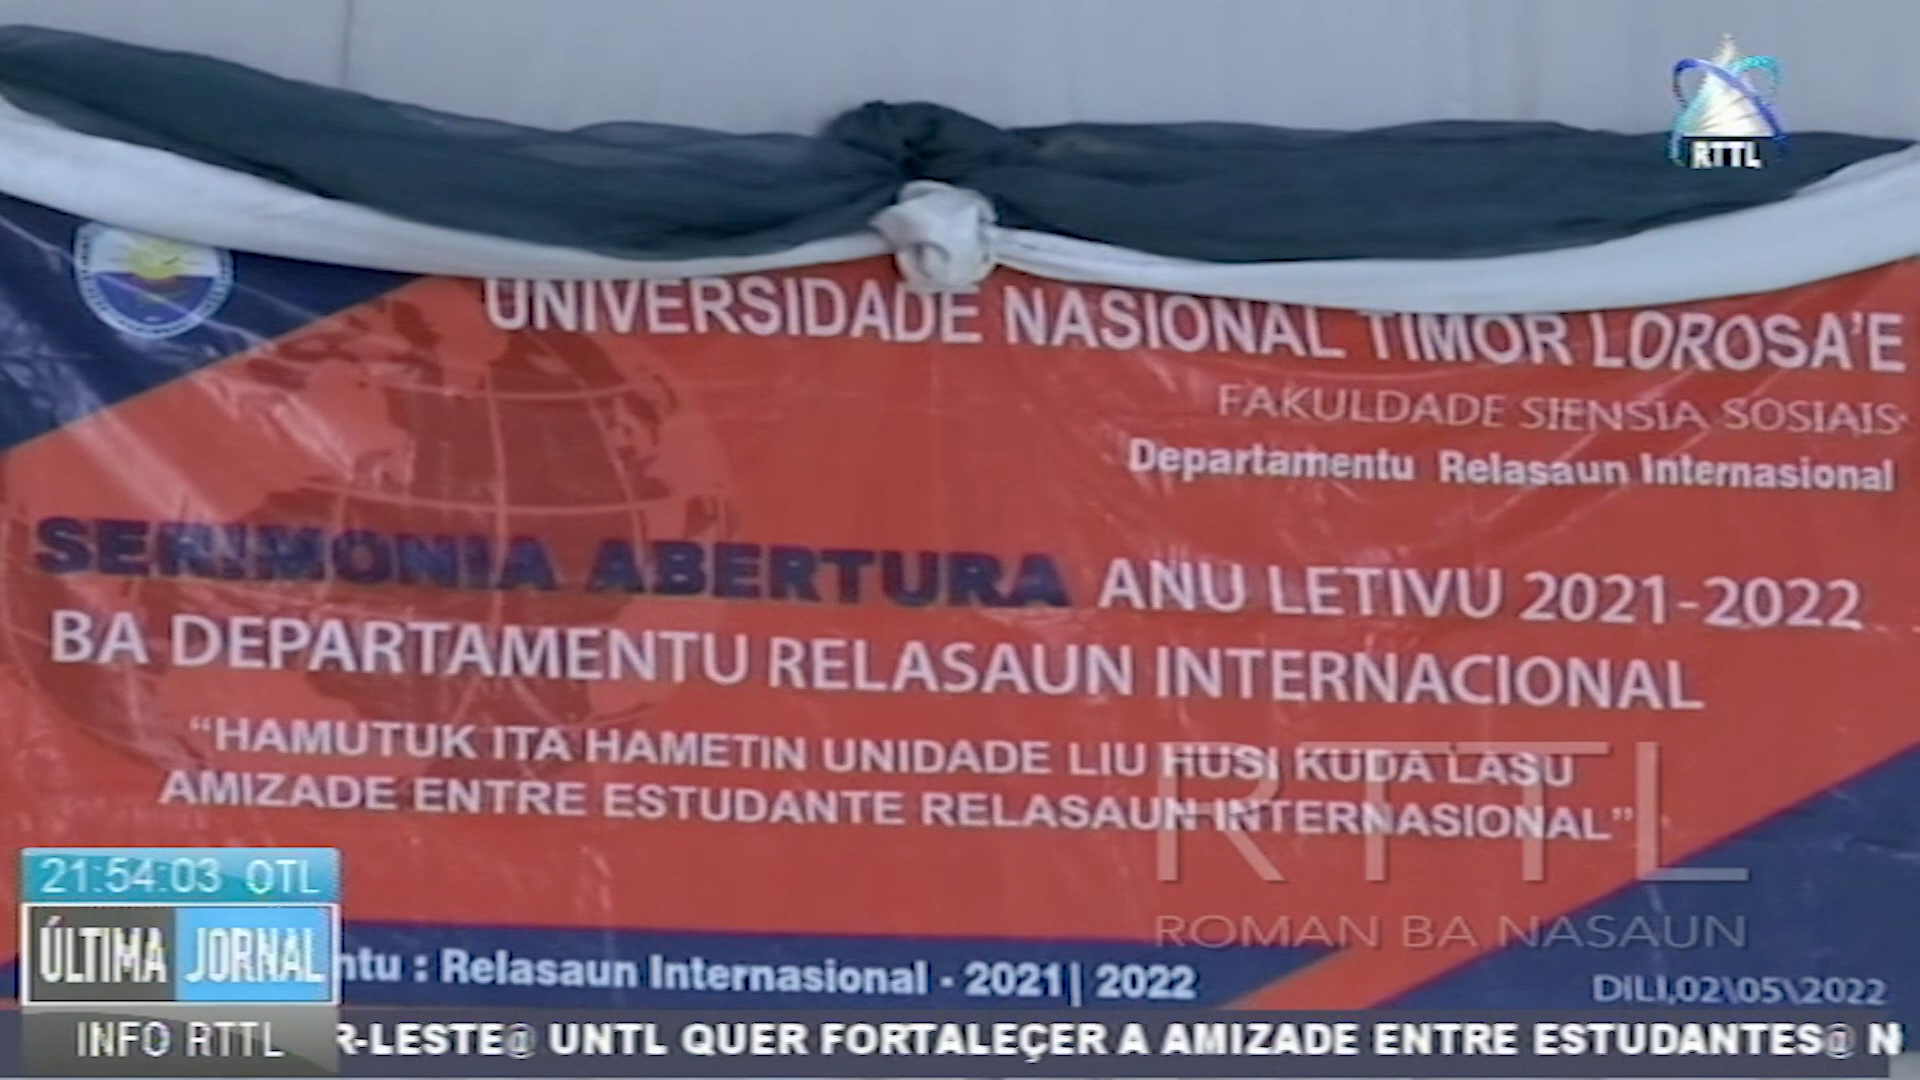 RTTL
UNIVERSIDADE NASIONAL TIMOR LOROSA'E
FAKULDADE SIENSIA SOSIAIS
Departamentu Relasaun Internasional
SERIMONIA ABERTURA ANU LETIVU 2021-2022
BA DEPARTAMENTU RELASAUN INTERNACIONAL
"HAMUTUK ITA HAMETIN UNIDADE LIU HUSI KUDA LASU
AMIZADE ENTRE ESTUDANTE RELASAUN INTERNASIONAL"
RTTL
ROMAN BA NASAUN
21:54:03 OTL
ÚLTIMA JORNAL
ntu : Relasaun Internasional - 2021| 2022
DILI,02\05\2022
INFO RTTL
R-LESTE@ UNTL QUER FORTALEÇER A AMIZADE ENTRE ESTUDANTES@ N